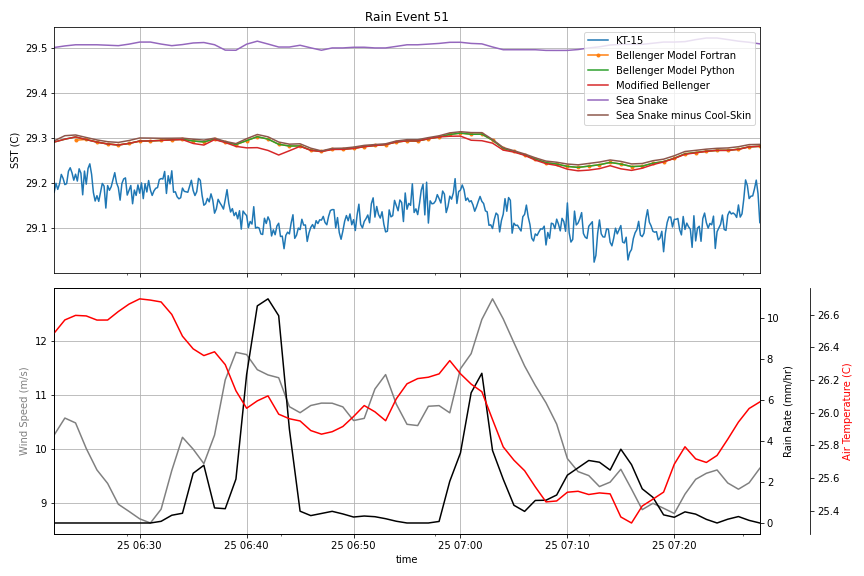 Rain Event 51
SST (C)
29.5
29.4
29.3
29.2
29.1
KT-15
Bellenger Model Fortran
Bellenger Model Python
Modified Bellenger
Sea Snake
Sea Snake minus Cool-Skin
Wind Speed (m/s)
12
11
10
9
10
8
6
4
2
0
Rain Rate (mm/hr)
26.6
26.4
26.2
26.0
25.8
25.6
25.4
Air Temperature (C)
25 06:30
25 06:40
25 06:50
25 07:00
25 07:10
25 07:20
time